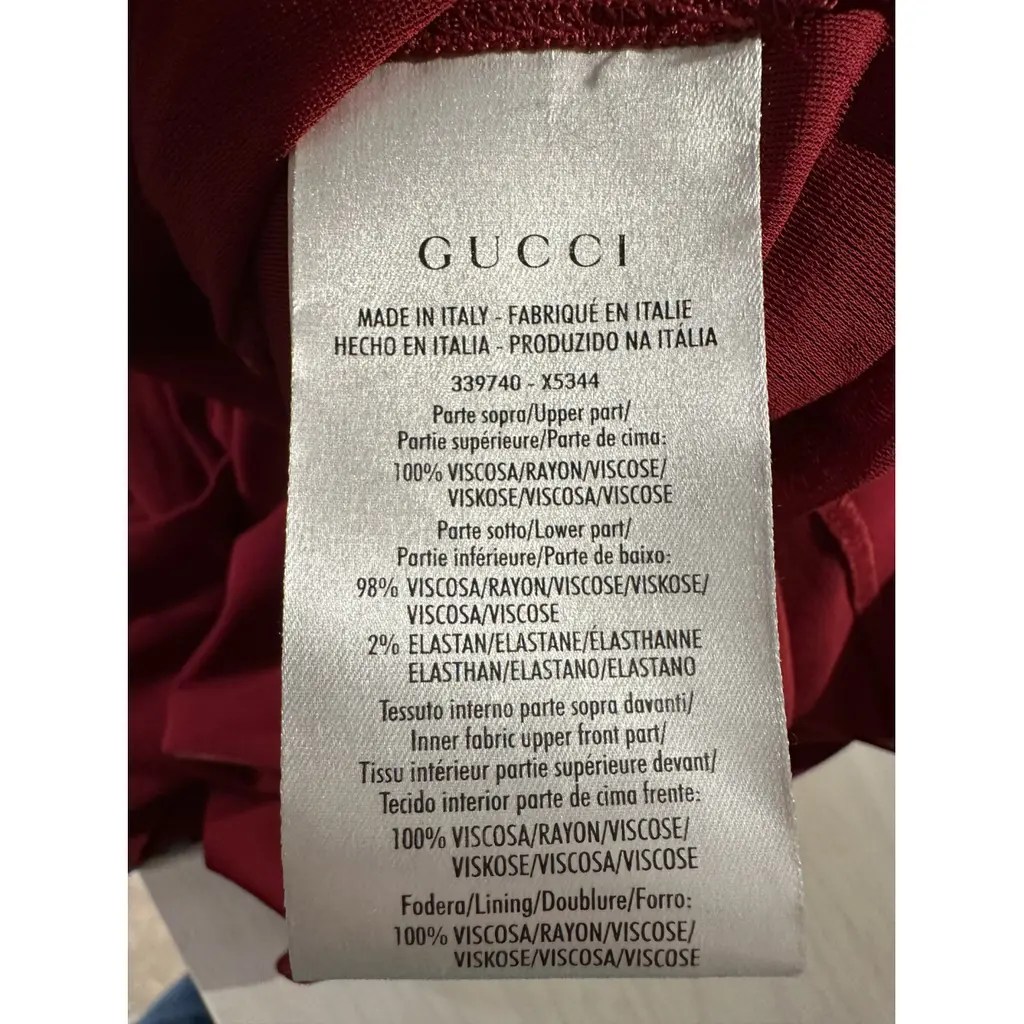 GUCCI
MADE IN ITALY - FABRIQUÉ EN ITALIE
HECHO EN ITALIA - PRODUZIDO NA ITÁLIA
339740 - X5344
Parte sopra/Upper part/
Partie supérieure/Parte de cima:
100% VISCOSA/RAYON/VISCOSE/
VISKOSE/VISCOSA/VISCOSE
Parte sotto/Lower part/
Partie inférieure/Parte de baixo:
98% VISCOSA/RAYON/VISCOSE/VISKOSE/
VISCOSA/VISCOSE
2% ELASTAN/ELASTANE/ÉLASTHANNE
ELASTHAN/ELASTANO/ELASTANO
Tessuto interno parte sopra davanti/
Inner fabric upper front part/
Tissu intérieur partie supérieure devant/
Tecido interior parte de cima frente:
100% VISCOSA/RAYON/VISCOSE/
VISKOSE/VISCOSA/VISCOSE
Fodera/Lining/Doublure/Forro:
100% VISCOSA/RAYON/VISCOSE/
VISKOSE/VISCOSA/VISCOSE